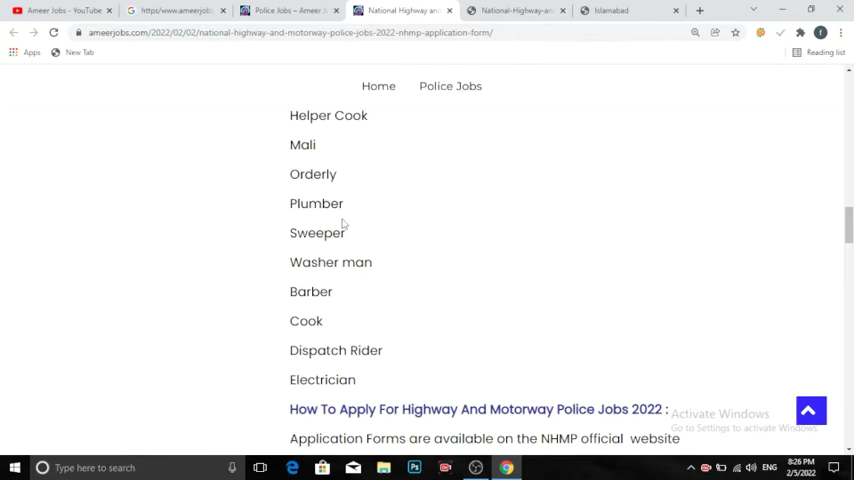 Ameer Jobs - YouTube
https/www.ameerjobs.
Police Jobs – Ameer J
National Highway and
National-Highway-an
Islamabad
ameerjobs.com/2022/02/02/national-highway-and-motorway-police-jobs-2022-nhmp-application-form/
f
Apps
New Tab
Reading list
Home
Police Jobs
Helper Cook
Mali
Orderly
Plumber
Sweeper
Washer man
Barber
Cook
Dispatch Rider
Electrician
How To Apply For Highway And Motorway Police Jobs 2022 :
Activate Windows
Go to Settings to activate Windows.
Application Forms are available on the NHMP official website
Type here to search
Ps
ENG
8:26 PM
2/5/2022